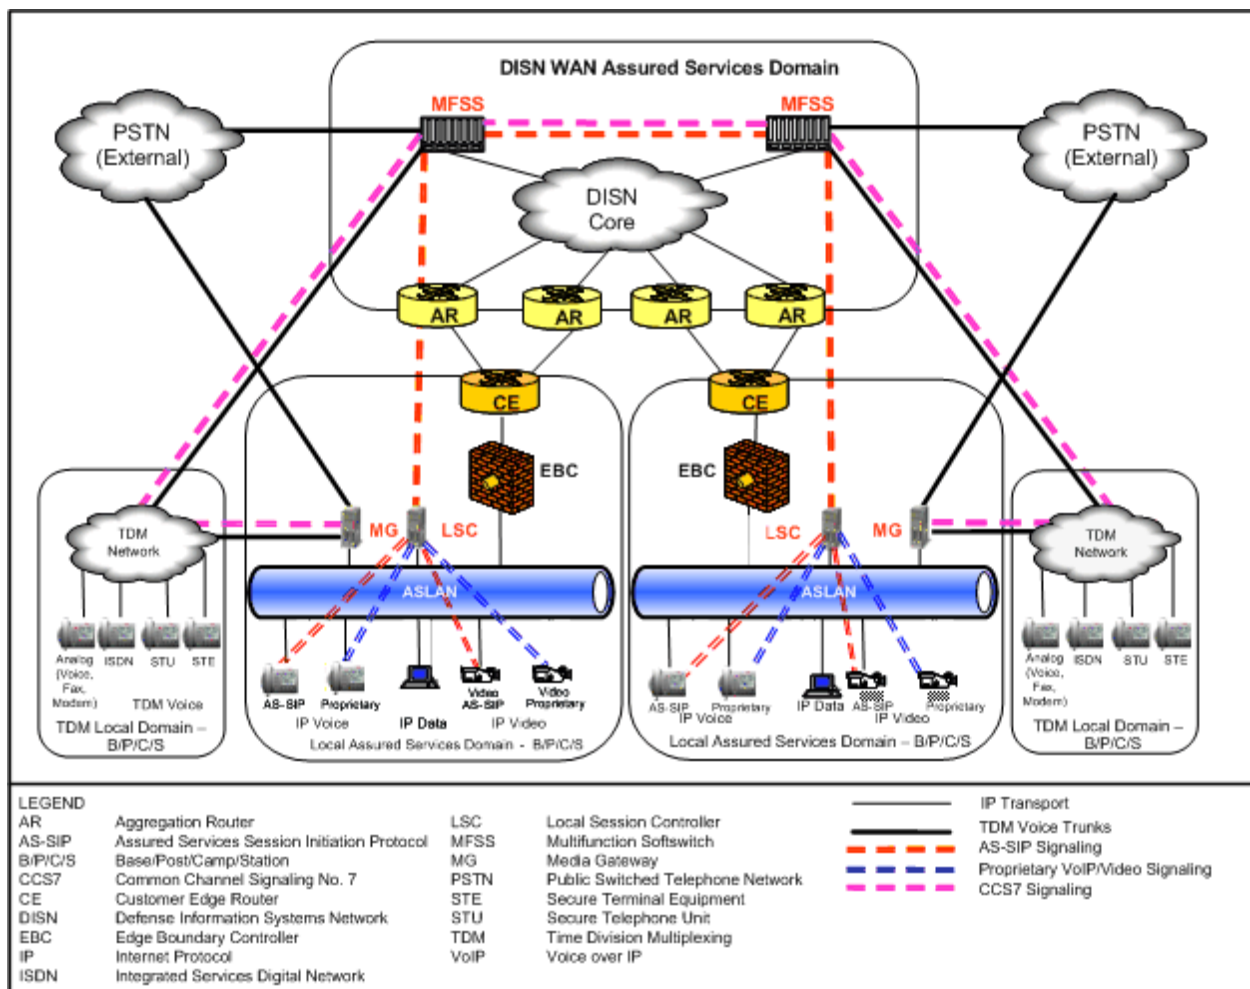 DISN WAN Assured Services Domain
MFSS
MFSS
PSTN
(External)
PSTN
(External)
DISN
Core
AR
AR
AR
AR
CE
CE
EBC
EBC
MG
LSC
LSC
MG
TDM
Network
TDM
Network
ASLAN
ASLAN
Analog
(Voice,
Fax,
Modem)
ISDN
STU
STE
TDM Voice
TDM Local Domain –
B/P/C/S
AS-SIP
Proprietary
IP Voice
IP Data
Video
AS-SIP
Video
Proprietary
IP Video
Local Assured Services Domain - B/P/C/S
AS-SIP
Proprietary
IP Voice
IP Data
AS-SIP
Proprietary
IP Video
Local Assured Services Domain – B/P/C/S
Analog
(Voice,
Fax,
Modem)
ISDN
STU
STE
TDM Local Domain –
B/P/C/S
LEGEND
AR Aggregation Router
AS-SIP Assured Services Session Initiation Protocol
B/P/C/S Base/Post/Camp/Station
CCS7 Common Channel Signaling No. 7
CE Customer Edge Router
DISN Defense Information Systems Network
EBC Edge Boundary Controller
IP Internet Protocol
ISDN Integrated Services Digital Network
LSC Local Session Controller
MFSS Multifunction Softswitch
MG Media Gateway
PSTN Public Switched Telephone Network
STE Secure Terminal Equipment
STU Secure Telephone Unit
TDM Time Division Multiplexing
VoIP Voice over IP
IP Transport
TDM Voice Trunks
AS-SIP Signaling
Proprietary VoIP/Video Signaling
CCS7 Signaling